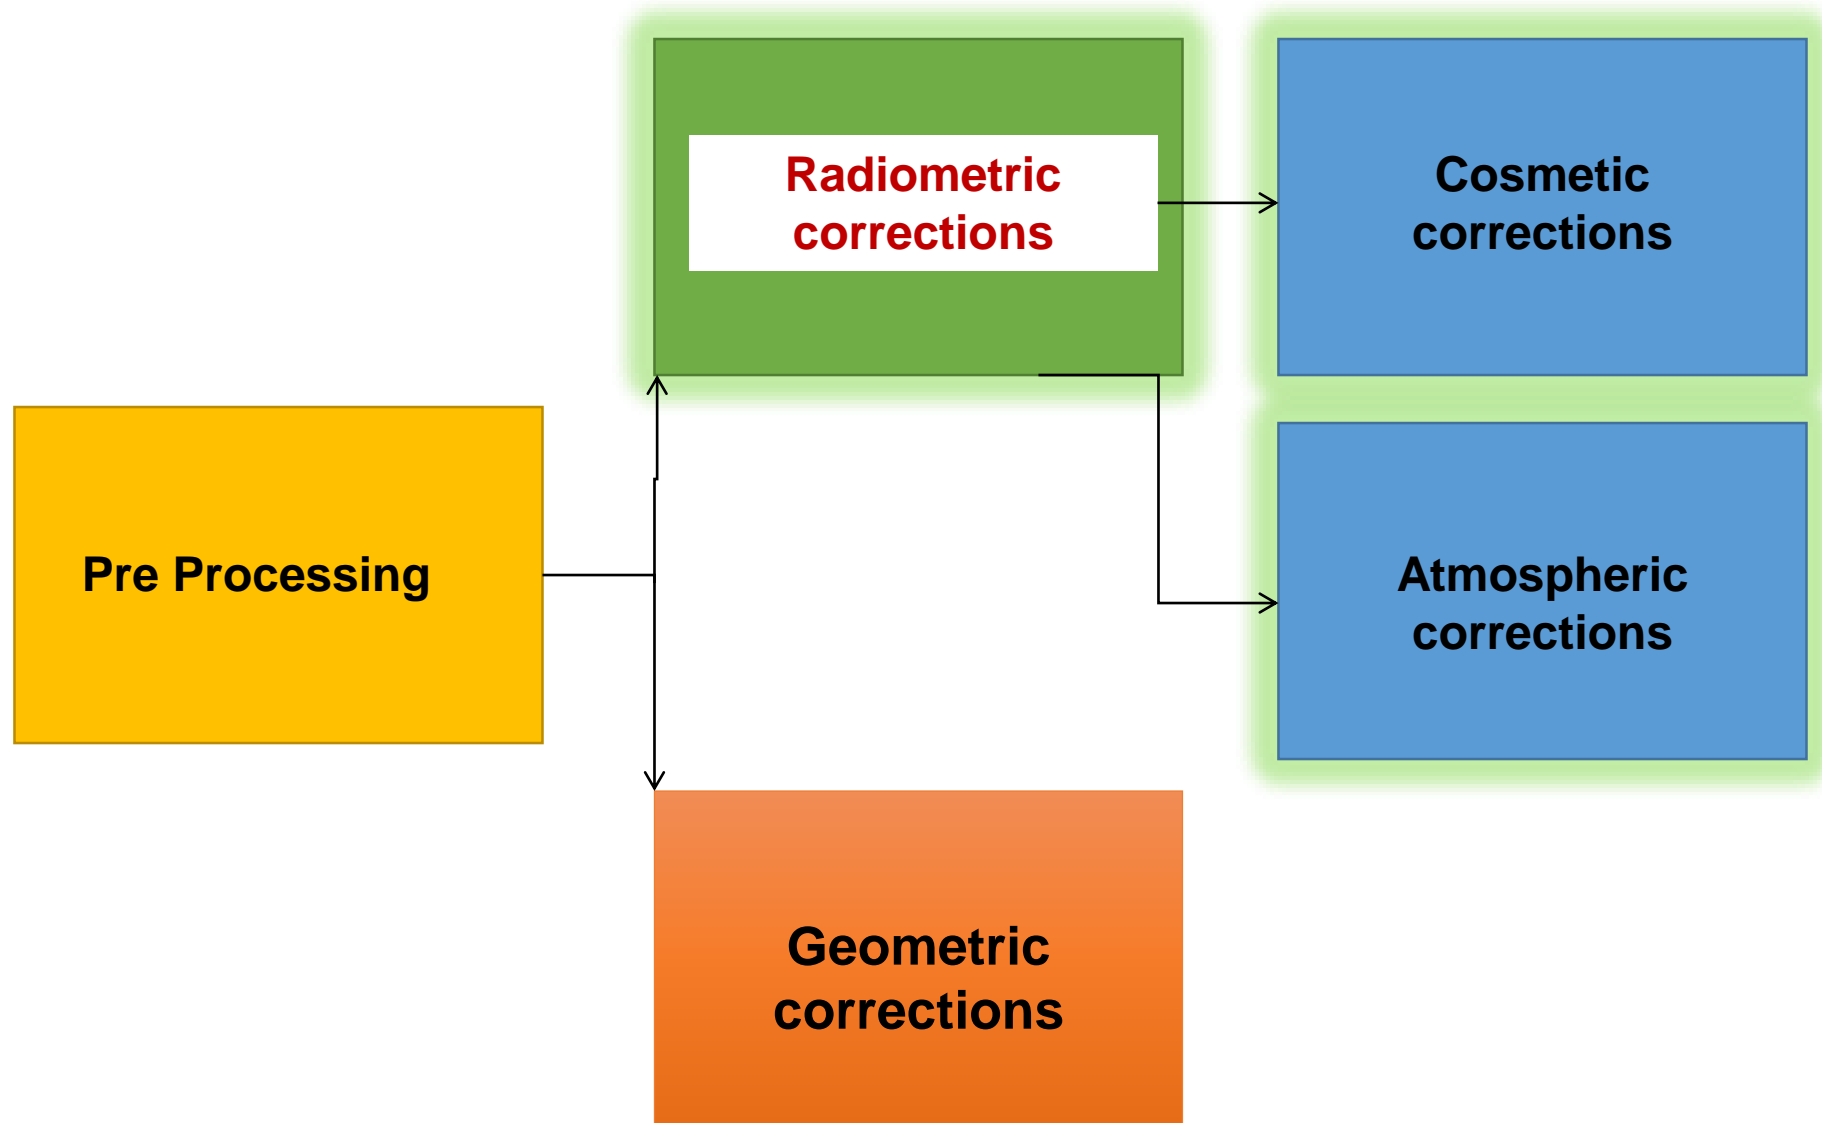 Radiometric
corrections
Cosmetic
corrections
Pre Processing
Atmospheric
corrections
Geometric
corrections